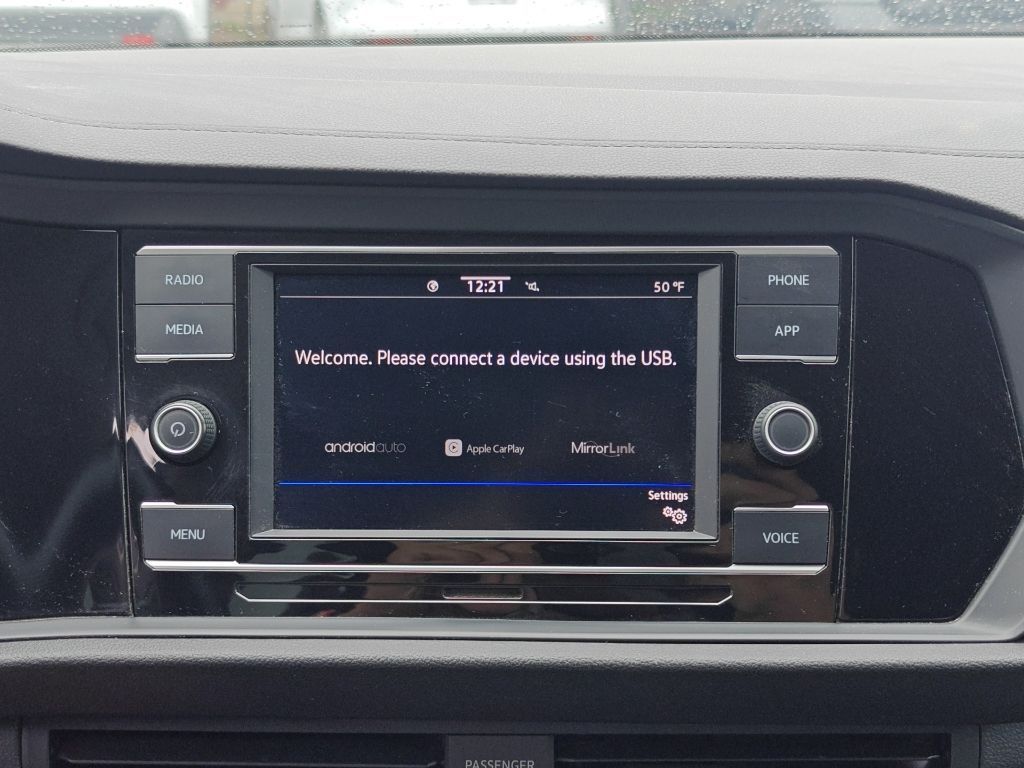 RADIO
MEDIA
MENU
12:21
50 °F
Welcome. Please connect a device using the USB.
androidauto
Apple CarPlay
MirrorLink
Settings
PHONE
APP
VOICE
PASSENGER